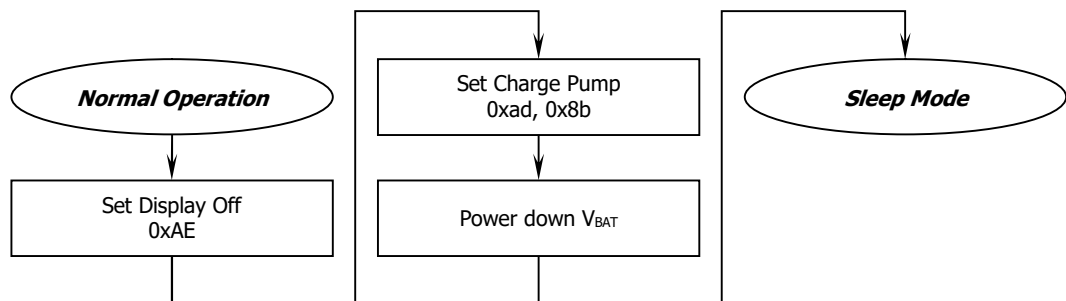 Normal Operation
Set Display Off
0xAE
Set Charge Pump
0xad, 0x8b
Power down VBAT
Sleep Mode